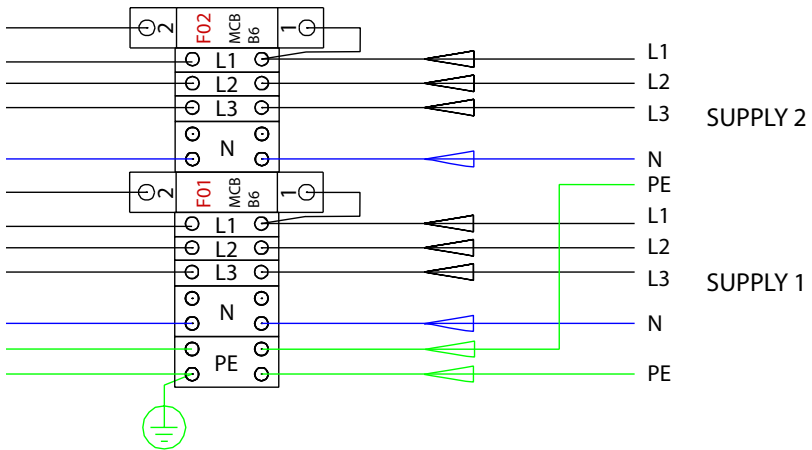 2 F02 MCB B6 1
L1 L1
L2 L2
L3 L3 SUPPLY 2
N N
PE
2 F01 MCB B6 1
L1 L1
L2 L2
L3 L3 SUPPLY 1
N N
PE PE